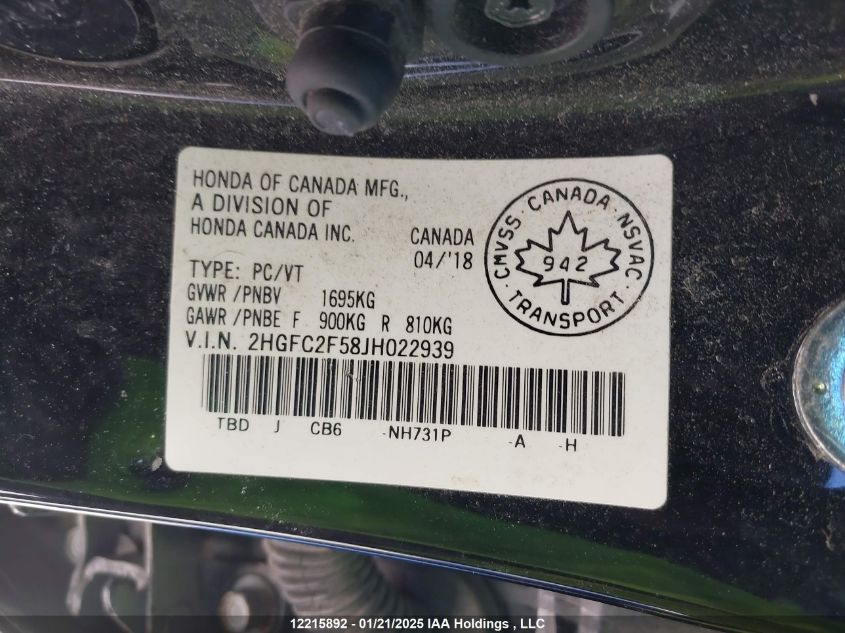 HONDA OF CANADA MFG.,
A DIVISION OF
HONDA CANADA INC.
CANADA
04/'18
TYPE: PC/VT
GVWR /PNBV 1695KG
GAWR /PNBE F 900KG R 810KG
V.I.N. 2HGFC2F58JH022939
TBD J CB6 -NH731P -A -H
CMVSS · CANADA · NSVAC
942
· TRANSPORT ·
12215892 - 01/21/2025 IAA Holdings , LLC